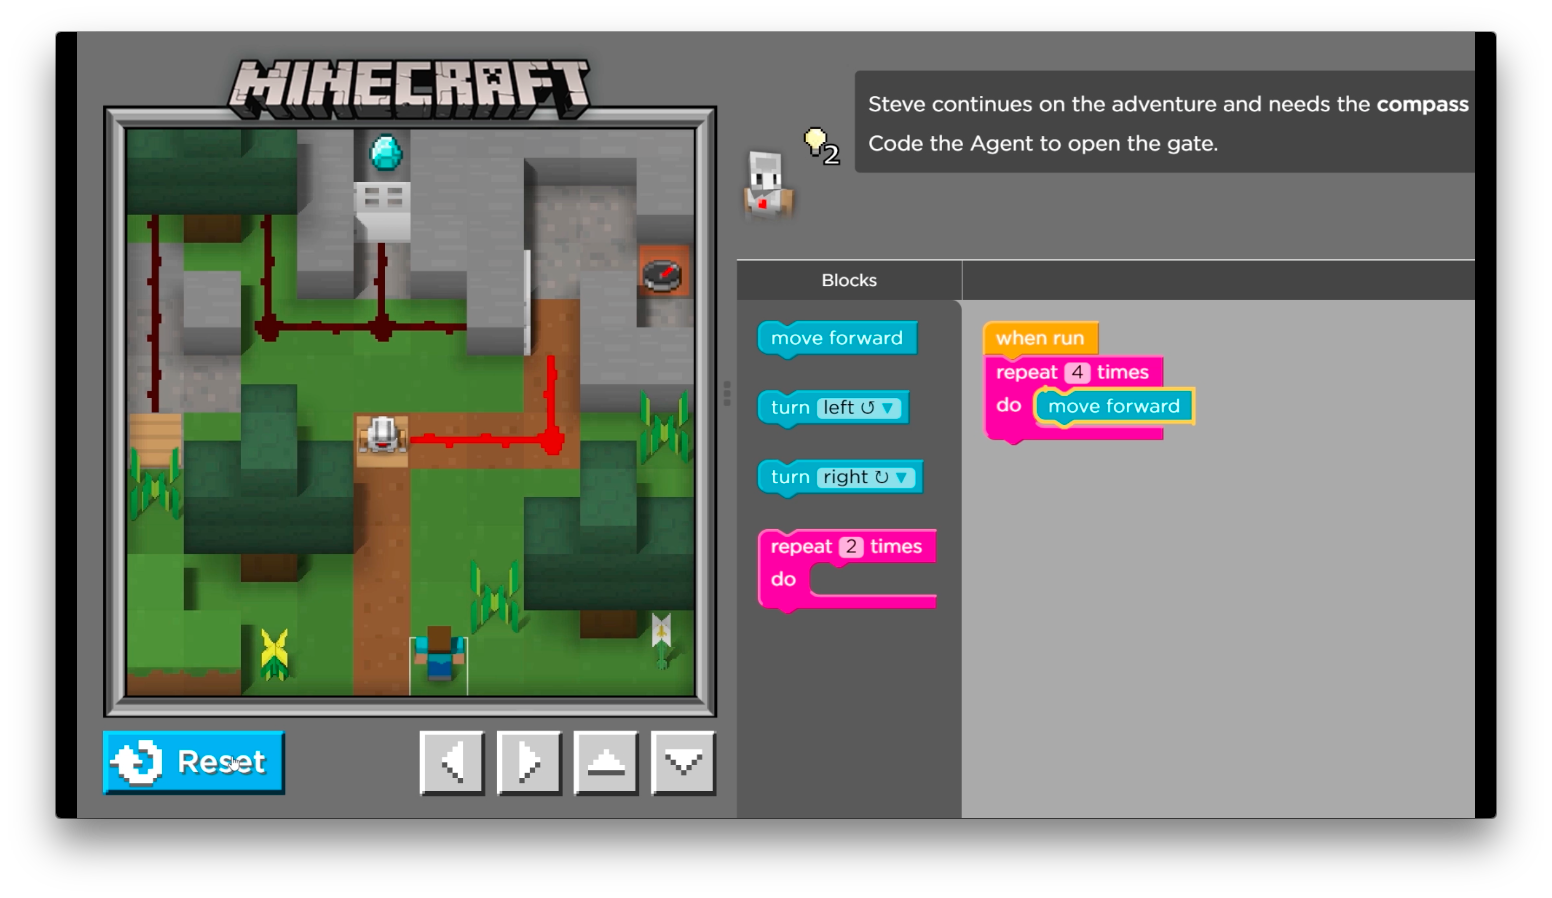 MINECRAFT
Steve continues on the adventure and needs the compass
Code the Agent to open the gate.
2
Blocks
move forward
turn left ↺ ▼
turn right ↻ ▼
repeat 2 times
do
when run
repeat 4 times
do move forward
Reset